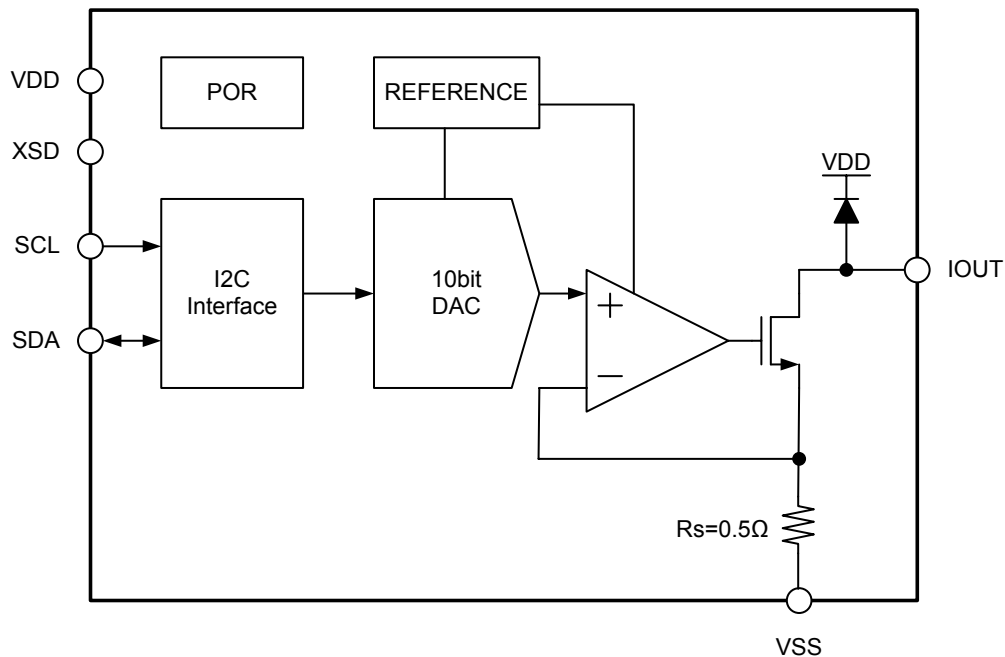 VDD
POR
REFERENCE
XSD
VDD
SCL
I2C
Interface
10bit
DAC
+
−
IOUT
SDA
Rs=0.5Ω
VSS